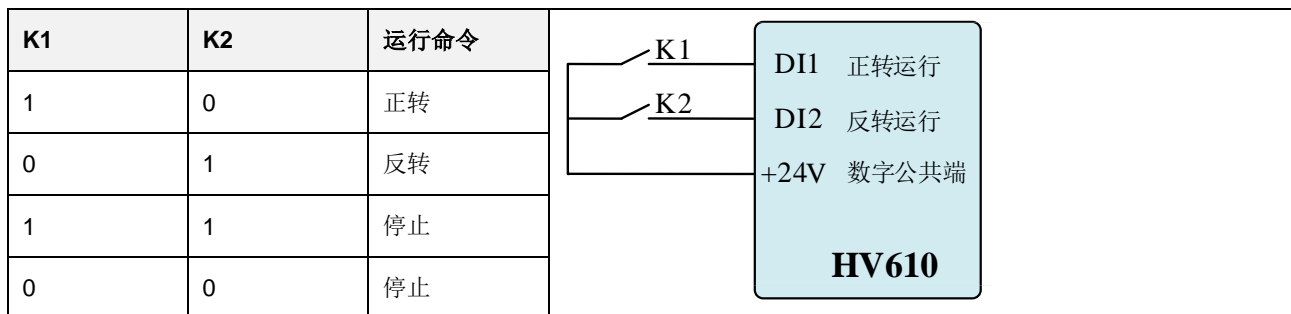 K1 K2 运行命令
1 0 正转
0 1 反转
1 1 停止
0 0 停止
K1
DI1 正转运行
K2
DI2 反转运行
+24V 数字公共端
HV610